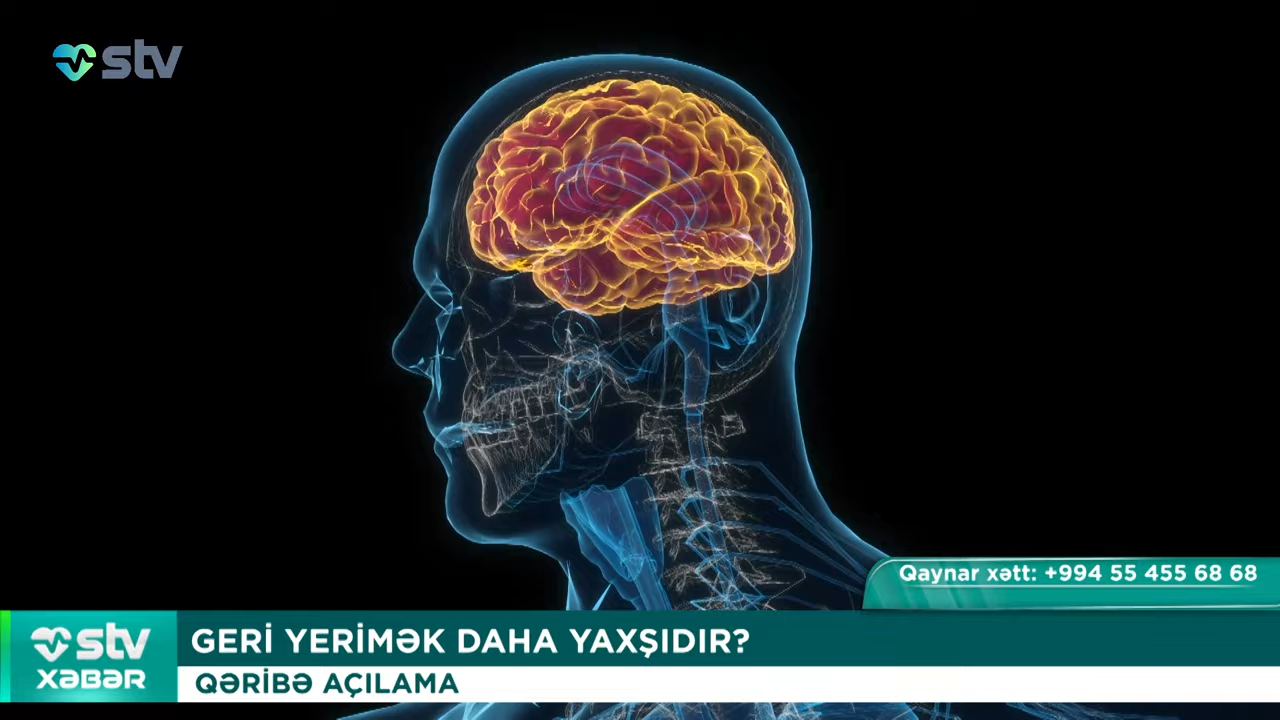 stv
Qaynar xətt: +994 55 455 68 68
stv
XƏBƏR
GERİ YERİMƏK DAHA YAXŞIDIR?
QƏRİBƏ AÇILAMA